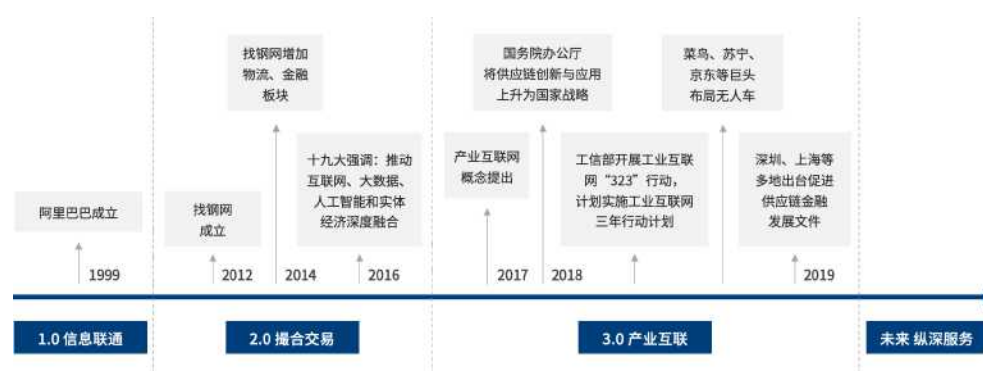 找钢网增加
物流、金融
板块
国务院办公厅
将供应链创新与应用
上升为国家战略
菜鸟、苏宁、
京东等巨头
布局无人车
阿里巴巴成立
找钢网
成立
十九大强调：推动
互联网、大数据、
人工智能和实体
经济深度融合
产业互联网
概念提出
工信部开展工业互联
网“323”行动，
计划实施工业互联网
三年行动计划
深圳、上海等
多地出台促进
供应链金融
发展文件
1999
2012
2014
2016
2017
2018
2019
1.0 信息联通
2.0 撮合交易
3.0 产业互联
未来 纵深服务